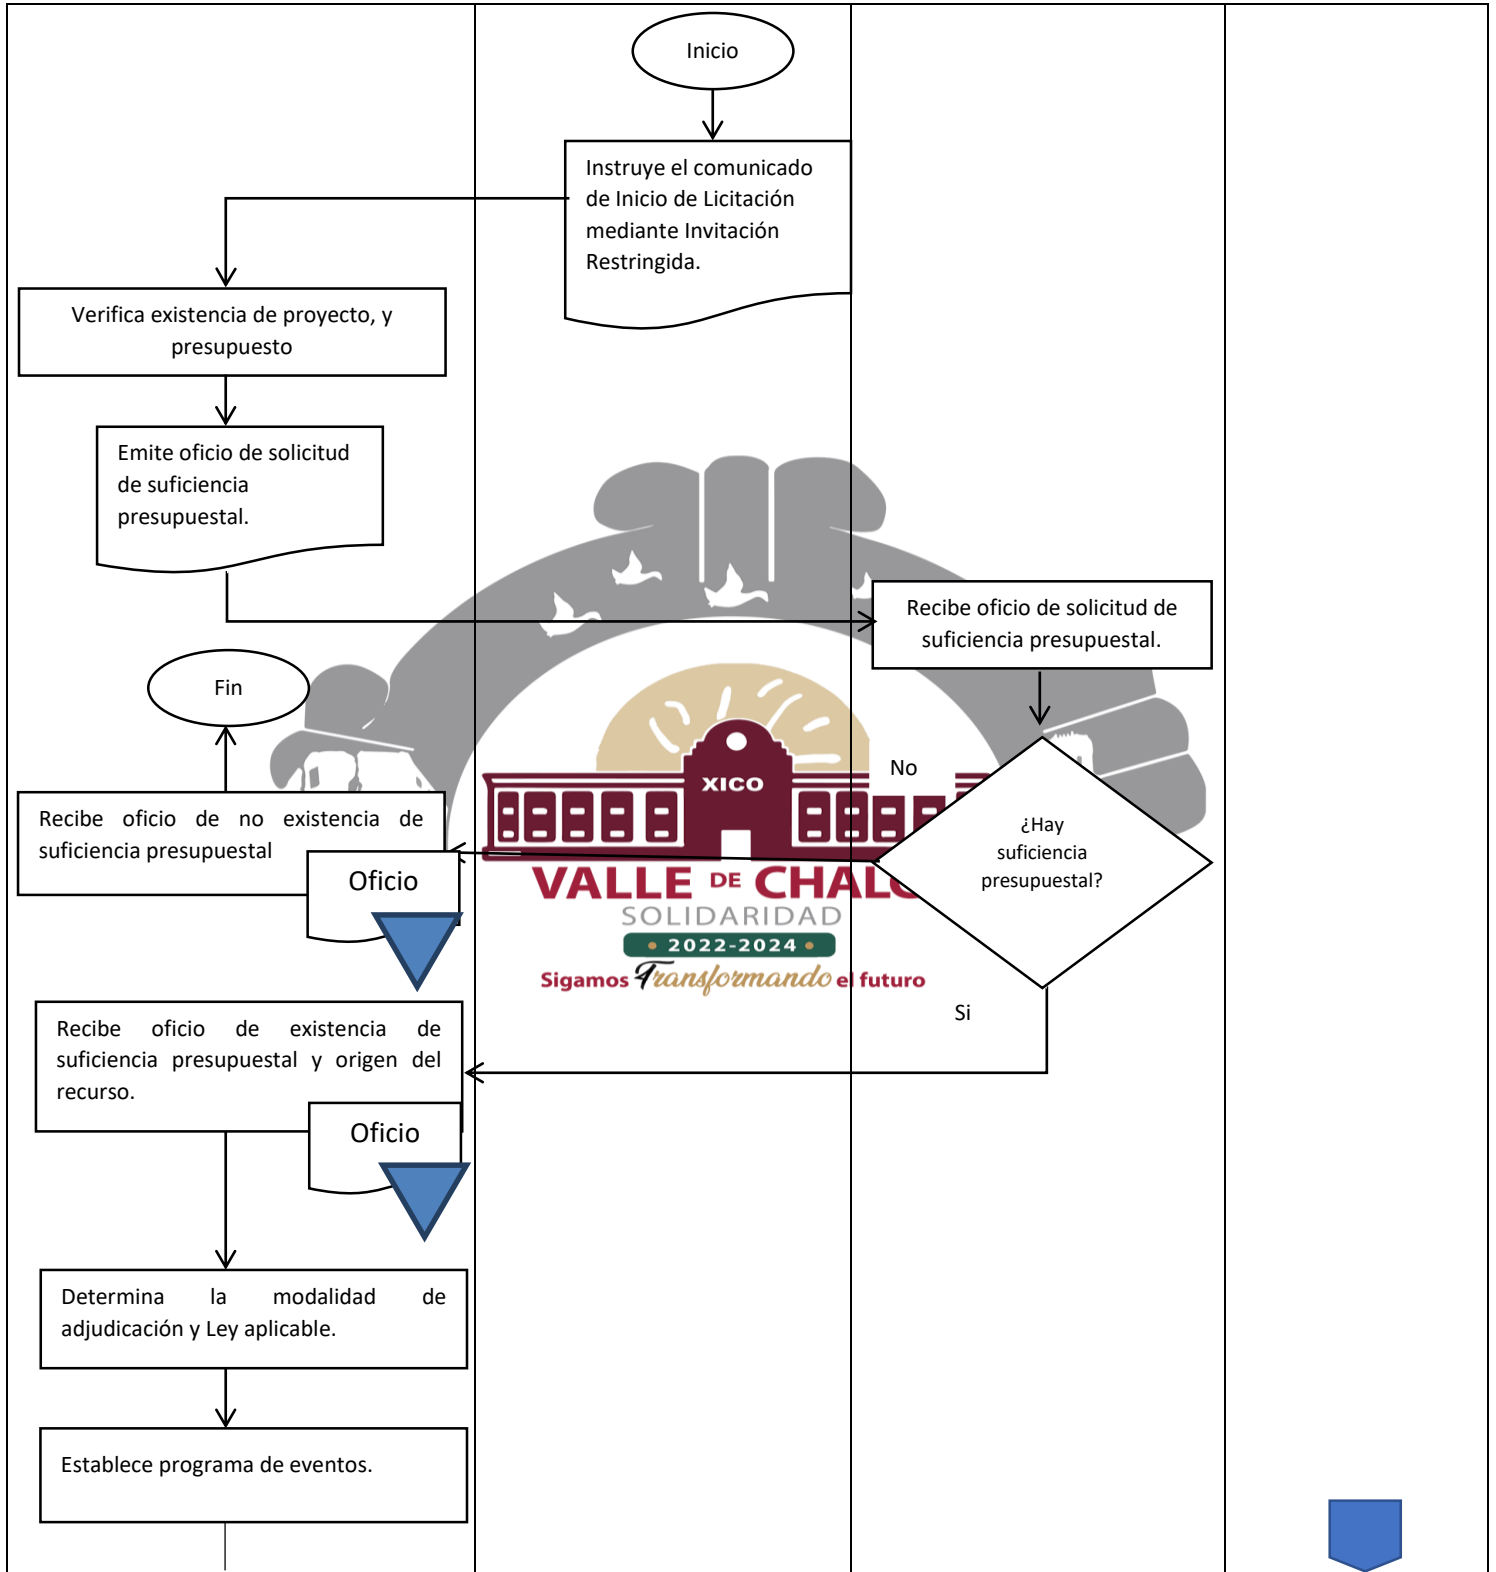 Inicio
Instruye el comunicado
de Inicio de Licitación
mediante Invitación
Restringida.
Verifica existencia de proyecto, y
presupuesto
Emite oficio de solicitud
de suficiencia
presupuestal.
Recibe oficio de solicitud de
suficiencia presupuestal.
Fin
No
XICO
¿Hay
suficiencia
presupuestal?
Recibe oficio de no existencia de
suficiencia presupuestal
Oficio
VALLE DE CHALC
SOLIDARIDAD
2022-2024
Sigamos Transformando el futuro
Si
Recibe oficio de existencia de
suficiencia presupuestal y origen del
recurso.
Oficio
Determina la modalidad de
adjudicación y Ley aplicable.
Establece programa de eventos.